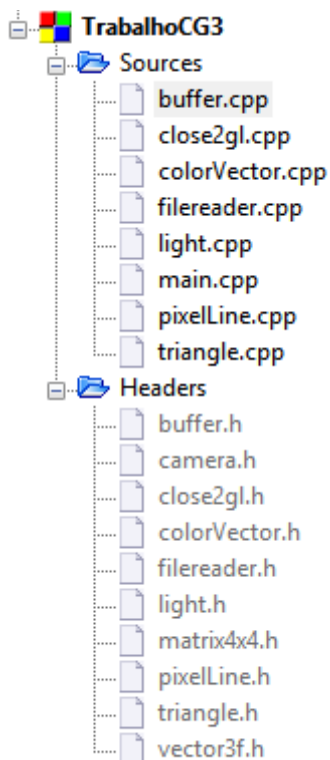 TrabalhoCG3
Sources
buffer.cpp
close2gl.cpp
colorVector.cpp
filereader.cpp
light.cpp
main.cpp
pixelLine.cpp
triangle.cpp
Headers
buffer.h
camera.h
close2gl.h
colorVector.h
filereader.h
light.h
matrix4x4.h
pixelLine.h
triangle.h
vector3f.h